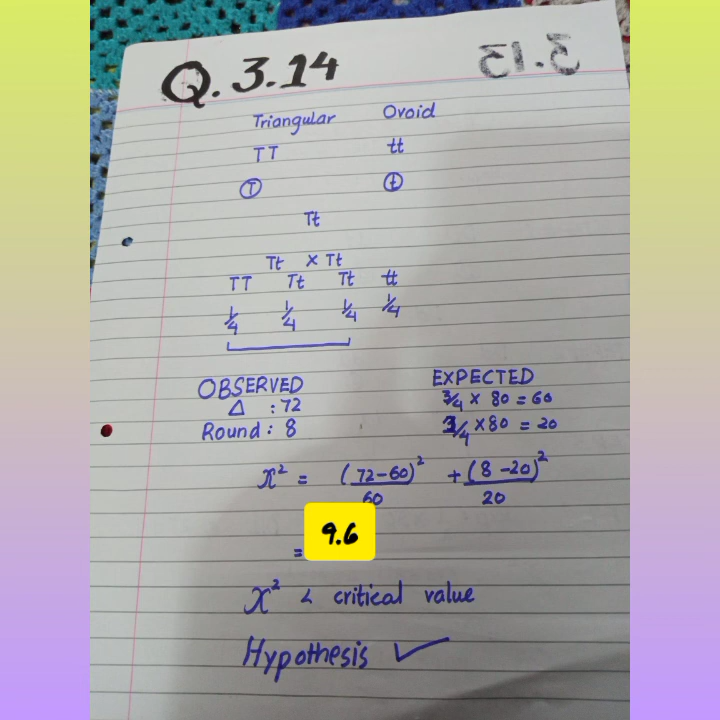 Q. 3.14
3.13
Triangular Ovoid
TT tt
T t
Tt
Tt x Tt
TT Tt Tt tt
1/4 1/4 1/4 1/4
OBSERVED EXPECTED
Δ : 72 3/4 x 80 = 60
Round : 8 3/4 x 80 = 20
x² = (72-60)²/60 + (8-20)²/20
= 9.6
x² < critical value
Hypothesis ✓